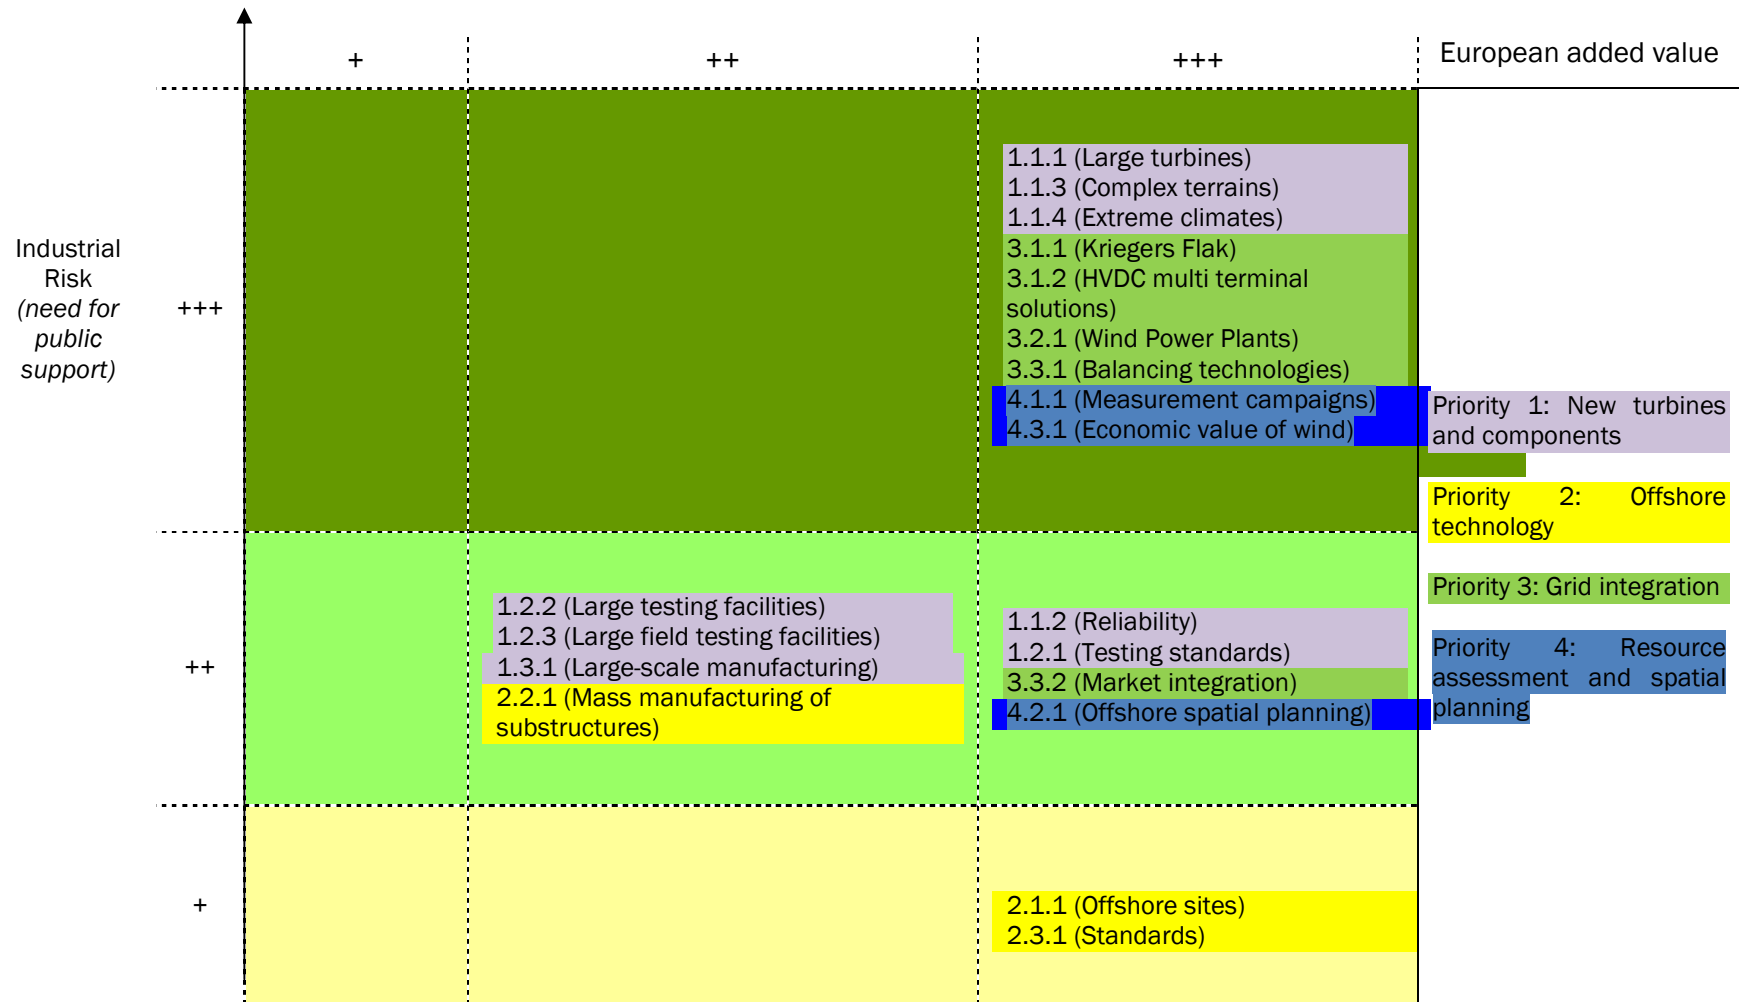 +
++
+++
European added value
Industrial
Risk
(need for
public
support)
+++
1.1.1 (Large turbines)
1.1.3 (Complex terrains)
1.1.4 (Extreme climates)
3.1.1 (Kriegers Flak)
3.1.2 (HVDC multi terminal
solutions)
3.2.1 (Wind Power Plants)
3.3.1 (Balancing technologies)
4.1.1 (Measurement campaigns)
4.3.1 (Economic value of wind)
Priority 1: New turbines
and components
Priority 2: Offshore
technology
Priority 3: Grid integration
Priority 4: Resource
assessment and spatial
planning
++
1.2.2 (Large testing facilities)
1.2.3 (Large field testing facilities)
1.3.1 (Large-scale manufacturing)
2.2.1 (Mass manufacturing of
substructures)
1.1.2 (Reliability)
1.2.1 (Testing standards)
3.3.2 (Market integration)
4.2.1 (Offshore spatial planning)
+
2.1.1 (Offshore sites)
2.3.1 (Standards)